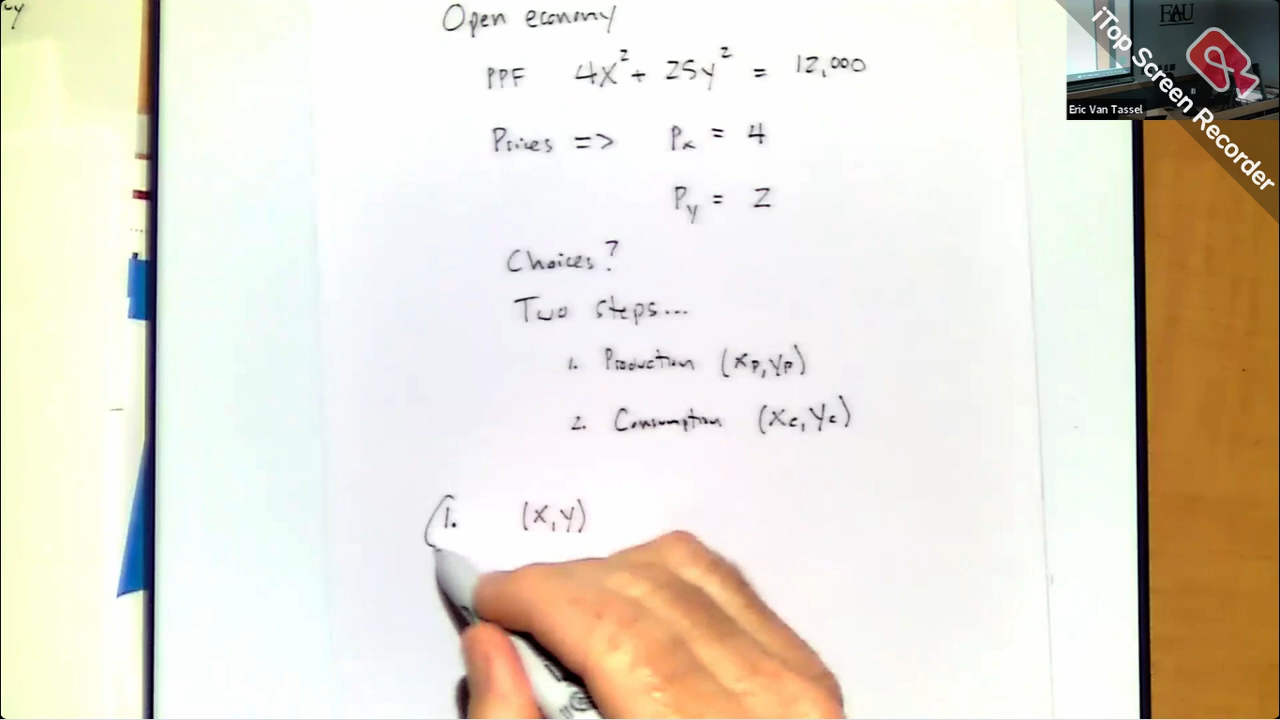 y
Open economy
PPF 4x² + 25y² = 12,000
Prices => Px = 4
Py = 2
Choices?
Two steps...
1. Production (xp, yp)
2. Consumption (xc, yc)
1. (x, y)
FAU
Eric Van Tassel
iTop Screen Recorder